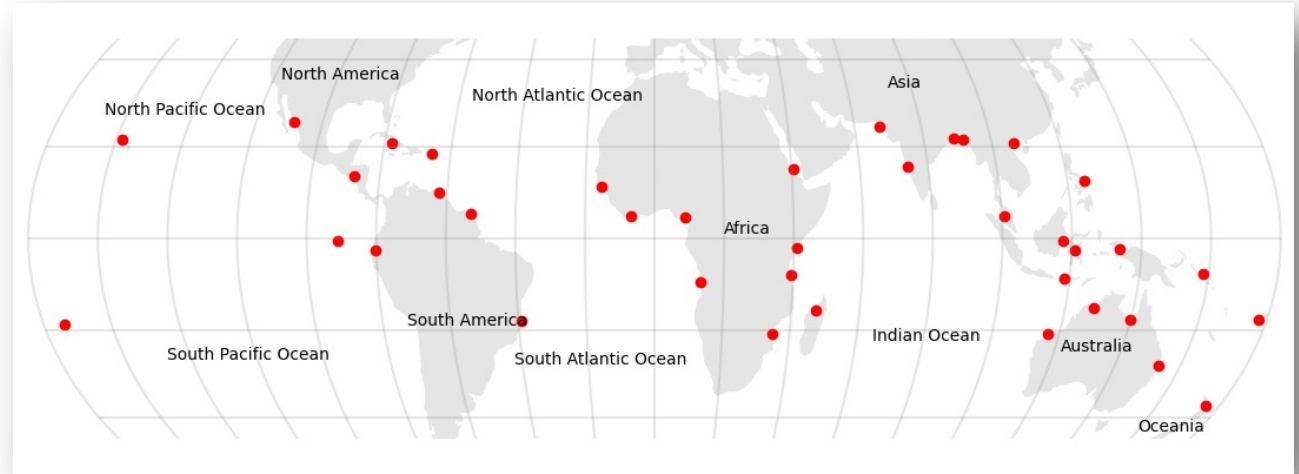 North America
Asia
North Atlantic Ocean
North Pacific Ocean
Africa
South America
Indian Ocean
Australia
South Pacific Ocean
South Atlantic Ocean
Oceania